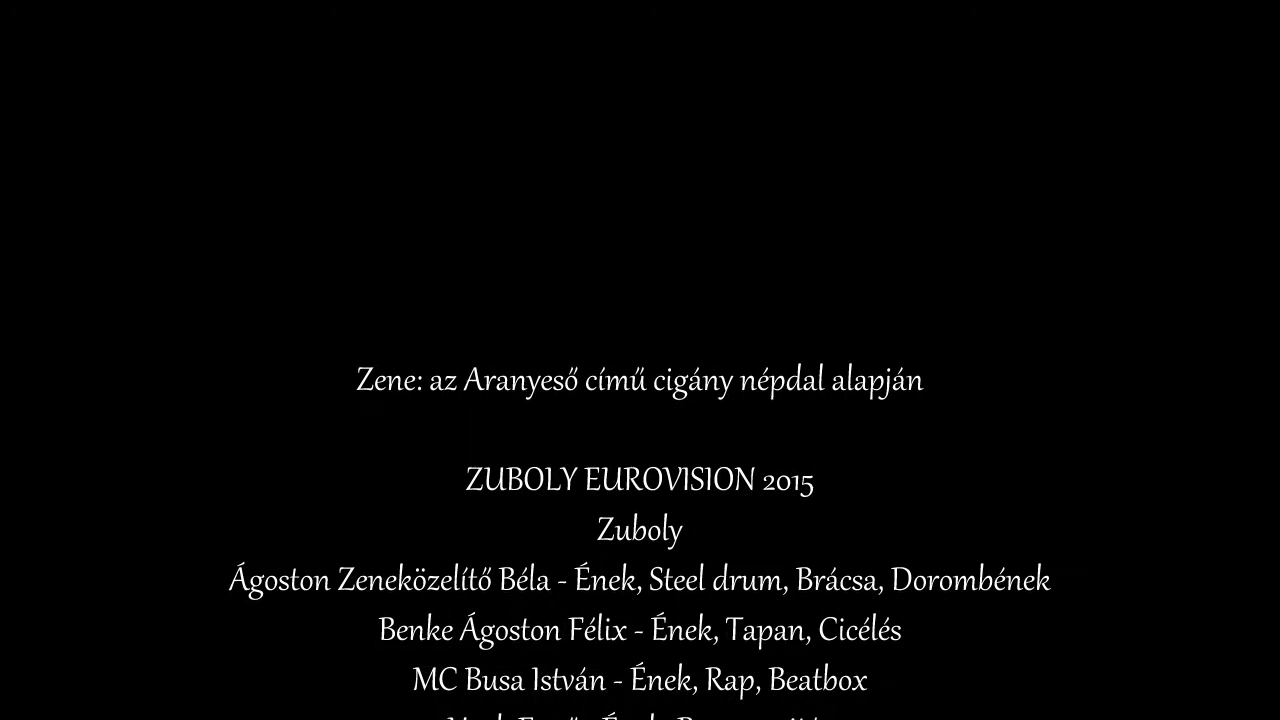 Zene: az Aranyeső című cigány népdal alapján
ZUBOLY EUROVISION 2015
Zuboly
Ágoston Zeneközelítő Béla - Ének, Steel drum, Brácsa, Dorombének
Benke Ágoston Félix - Ének, Tapan, Cicélés
MC Busa István - Ének, Rap, Beatbox